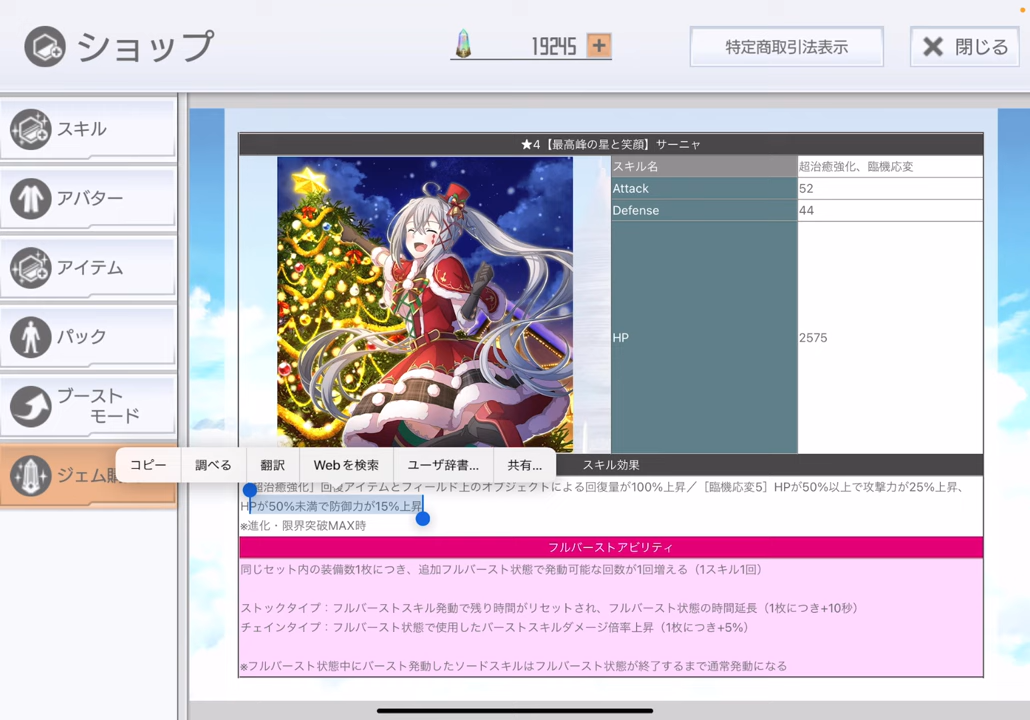 ショップ
19245
特定商取引法表示
閉じる
スキル
アバター
アイテム
パック
ブースト
モード
★4【最高峰の星と笑顔】サーニャ
スキル名
超治癒強化、臨機応変
Attack
52
Defense
44
HP
2575
コピー
調べる
翻訳
Webを検索
ユーザ辞書...
共有...
ジェム購
スキル効果
超治癒強化］回復アイテムとフィールド上のオブジェクトによる回復量が100%上昇／［臨機応変5］HPが50%以上で攻撃力が25%上昇、
HPが50%未満で防御力が15%上昇
※進化・限界突破MAX時
フルバーストアビリティ
同じセット内の装備数1枚につき、追加フルバースト状態で発動可能な回数が1回増える（1スキル1回）
ストックタイプ：フルバーストスキル発動で残り時間がリセットされ、フルバースト状態の時間延長（1枚につき+10秒）
チェインタイプ：フルバースト状態で使用したバーストスキルダメージ倍率上昇（1枚につき+5%）
※フルバースト状態中にバースト発動したソードスキルはフルバースト状態が終了するまで通常発動になる